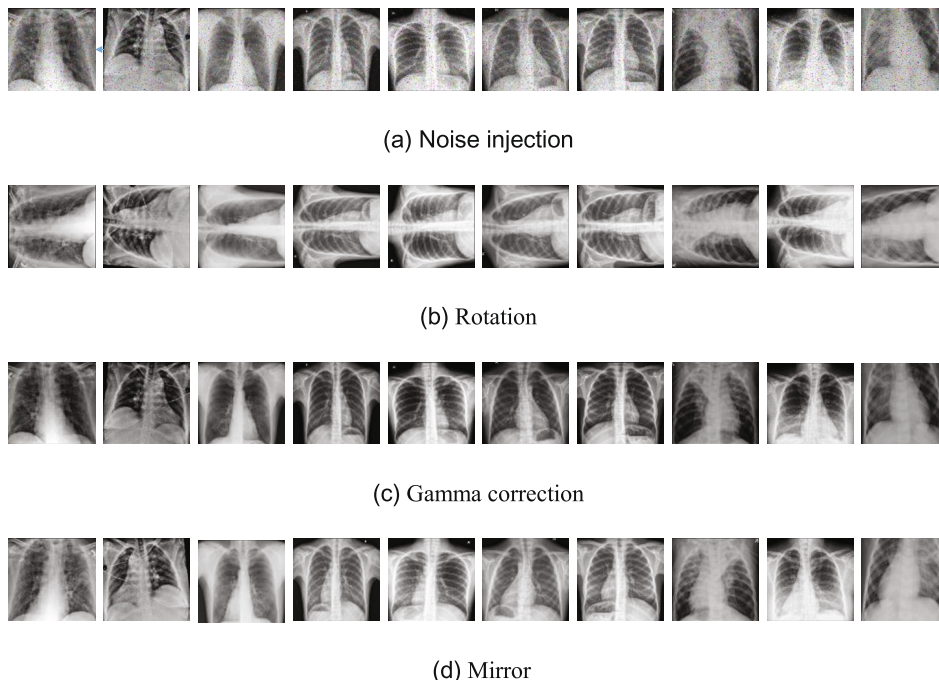 (a) Noise injection
(b) Rotation
(c) Gamma correction
(d) Mirror